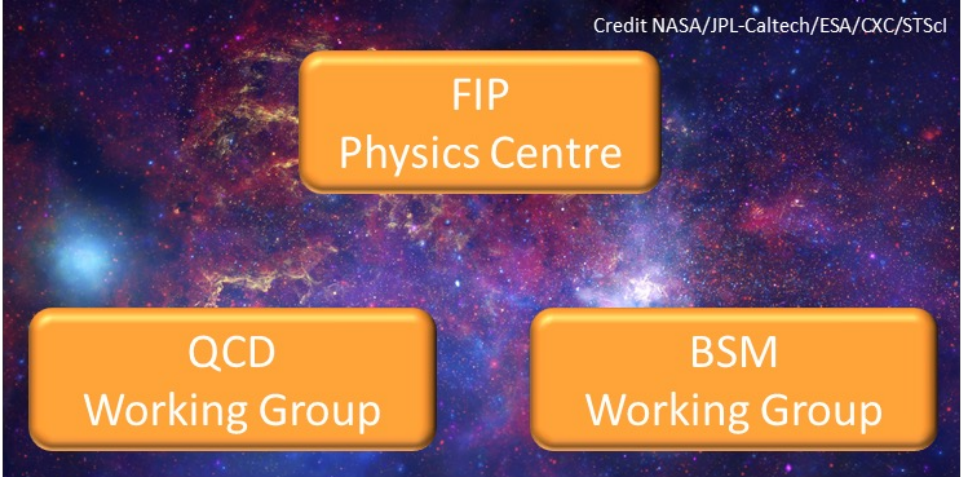 Credit NASA/JPL-Caltech/ESA/CXC/STScI
FIP
Physics Centre
QCD
Working Group
BSM
Working Group